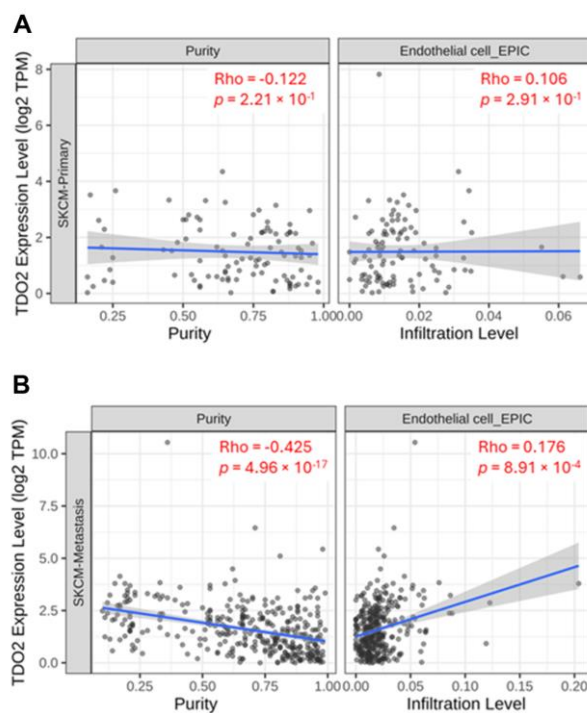 A
Purity
Endothelial cell_EPIC
TDO2 Expression Level (log2 TPM)
SKCM-Primary
8
6
4
2
0
Rho = -0.122
p = 2.21 × 10⁻¹
Rho = 0.106
p = 2.91 × 10⁻¹
0.25 0.50 0.75 1.00
0.00 0.02 0.04 0.06
Purity
Infiltration Level
B
Purity
Endothelial cell_EPIC
TDO2 Expression Level (log2 TPM)
SKCM-Metastasis
10.0
7.5
5.0
2.5
0.0
Rho = -0.425
p = 4.96 × 10⁻¹⁷
Rho = 0.176
p = 8.91 × 10⁻⁴
0.25 0.50 0.75 1.00
0.00 0.05 0.10 0.15 0.20
Purity
Infiltration Level